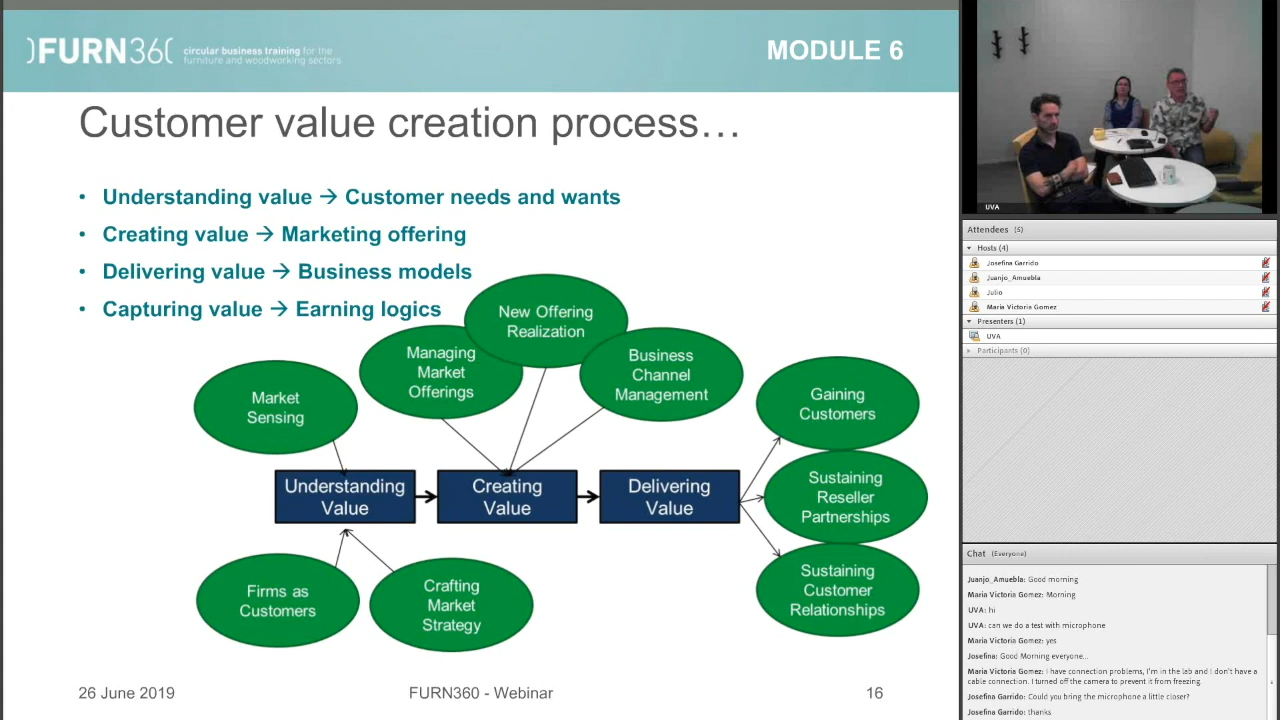 )FURN36(
circular business training for the
furniture and woodworking sectors
MODULE 6
Customer value creation process…
• Understanding value → Customer needs and wants
• Creating value → Marketing offering
• Delivering value → Business models
• Capturing value → Earning logics
New Offering
Realization
Managing
Market
Offerings
Business
Channel
Management
Market
Sensing
Gaining
Customers
Understanding
Value
Creating
Value
Delivering
Value
Sustaining
Reseller
Partnerships
Firms as
Customers
Crafting
Market
Strategy
Sustaining
Customer
Relationships
26 June 2019
FURN360 - Webinar
16
UVA
Attendees (5)
Hosts (4)
Josefina Garrido
Juanjo_Amuebla
Julio
Maria Victoria Gomez
Presenters (1)
UVA
Participants (0)
Chat (Everyone)
Juanjo_Amuebla: Good morning
Maria Victoria Gomez: Morning
UVA: hi
UVA: can we do a test with microphone
Maria Victoria Gomez: yes
Josefina: Good Morning everyone...
Maria Victoria Gomez: I have connection problems, I'm in the lab and I don't have a
cable connection. I turned off the camera to prevent it from freezing.
Josefina Garrido: Could you bring the microphone a little closer?
Josefina Garrido: thanks